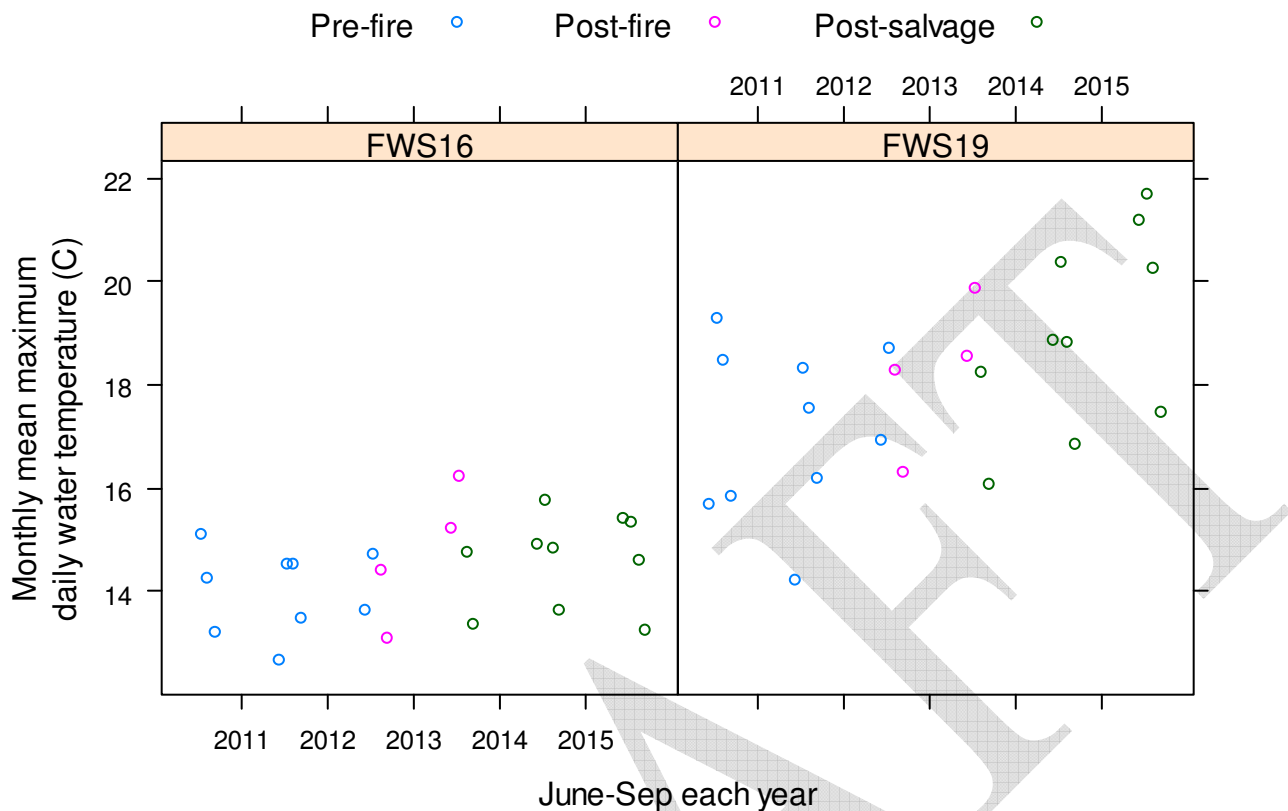 Pre-fire Post-fire Post-salvage
2011 2012 2013 2014 2015
FWS16 FWS19
22
20
18
16
14
Monthly mean maximum
daily water temperature (C)
2011 2012 2013 2014 2015
June-Sep each year